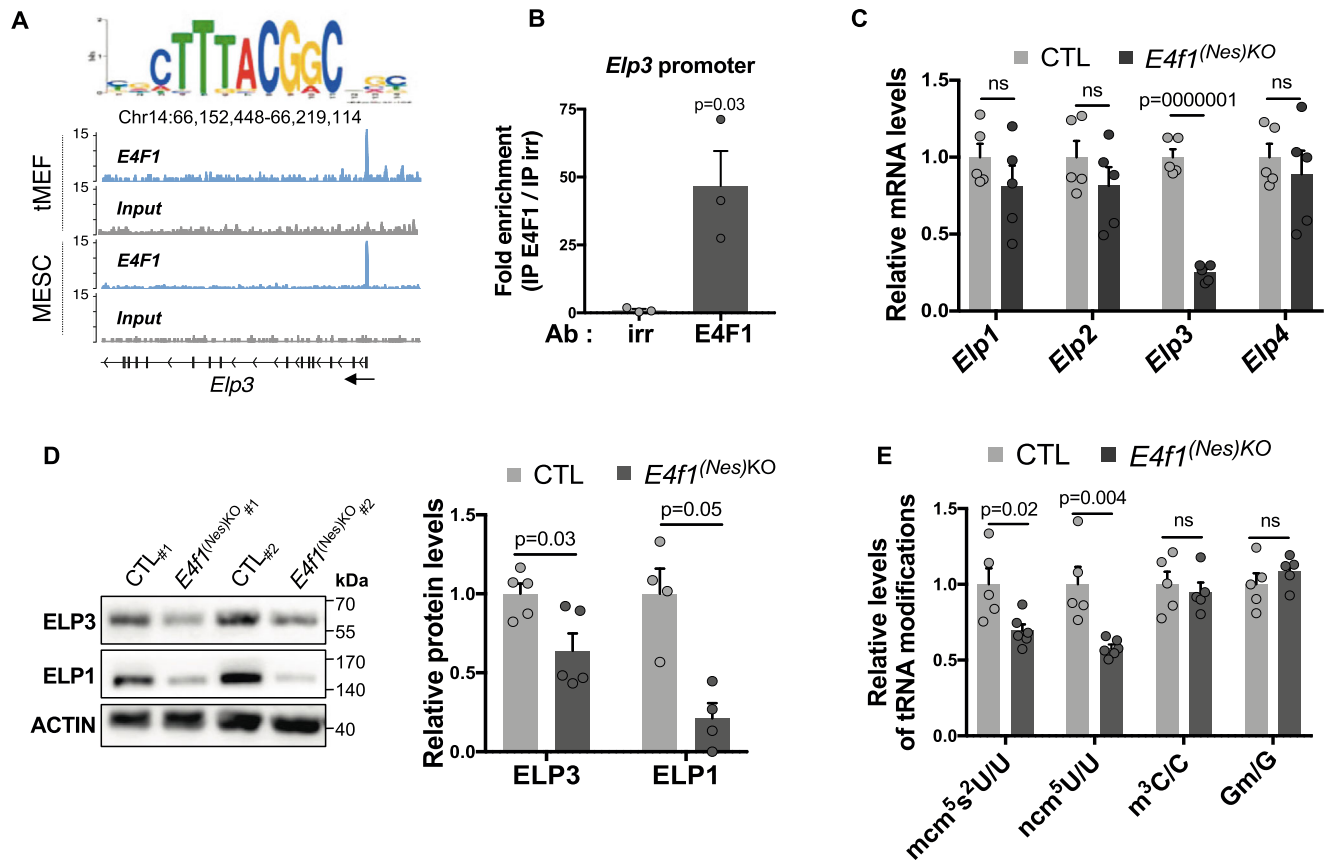 A
CTTTACGGC
Chr14:66,152,448-66,219,114
tMEF
15
E4F1
15
Input
MESC
15
E4F1
15
Input
Elp3
B
Elp3 promoter
Fold enrichment
(IP E4F1 / IP irr)
75
50
25
0
p=0.03
Ab :
irr
E4F1
C
CTL
E4f1(Nes)KO
Relative mRNA levels
1.5
1.0
0.5
0.0
ns
ns
p=0000001
ns
Elp1
Elp2
Elp3
Elp4
D
CTL#1
E4f1(Nes)KO#1
CTL#2
E4f1(Nes)KO#2
kDa
ELP3
70
55
ELP1
170
140
ACTIN
40
CTL
E4f1(Nes)KO
Relative protein levels
1.5
1.0
0.5
0.0
p=0.03
p=0.05
ELP3
ELP1
E
CTL
E4f1(Nes)KO
Relative levels
of tRNA modifications
1.5
1.0
0.5
0.0
p=0.02
p=0.004
ns
ns
mcm5s2U/U
ncm5U/U
m3C/C
Gm/G